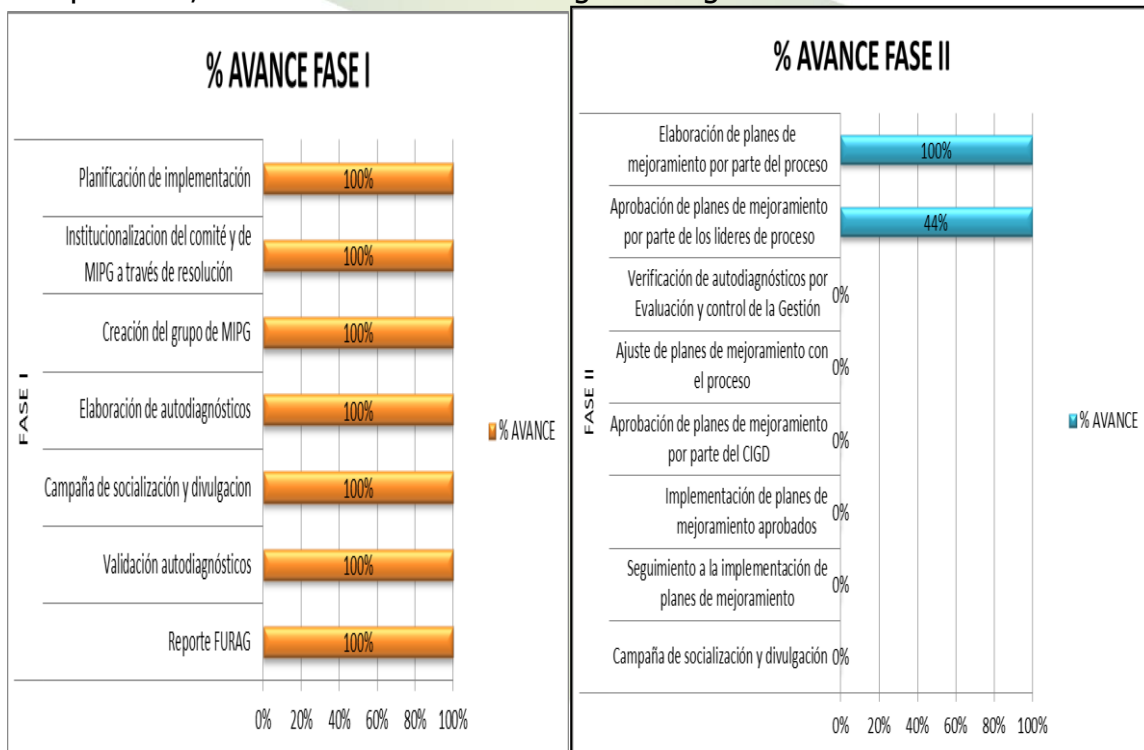 % AVANCE FASE I
Planificación de implementación
100%
Institucionalizacion del comité y de
MIPG a través de resolución
100%
Creación del grupo de MIPG
100%
Elaboración de autodiagnósticos
100%
Campaña de socialización y divulgacion
100%
Validación autodiagnósticos
100%
Reporte FURAG
100%
FASE I
% AVANCE
0% 20% 40% 60% 80% 100%
% AVANCE FASE II
Elaboración de planes de
mejoramiento por parte del proceso
100%
Aprobación de planes de mejoramiento
por parte de los lideres de proceso
44%
Verificación de autodiagnósticos por
Evaluación y control de la Gestión
0%
Ajuste de planes de mejoramiento con
el proceso
0%
Aprobación de planes de mejoramiento
por parte del CIGD
0%
Implementación de planes de
mejoramiento aprobados
0%
Seguimiento a la implementación de
planes de mejoramiento
0%
Campaña de socialización y divulgación
0%
FASE II
% AVANCE
0% 20% 40% 60% 80% 100%